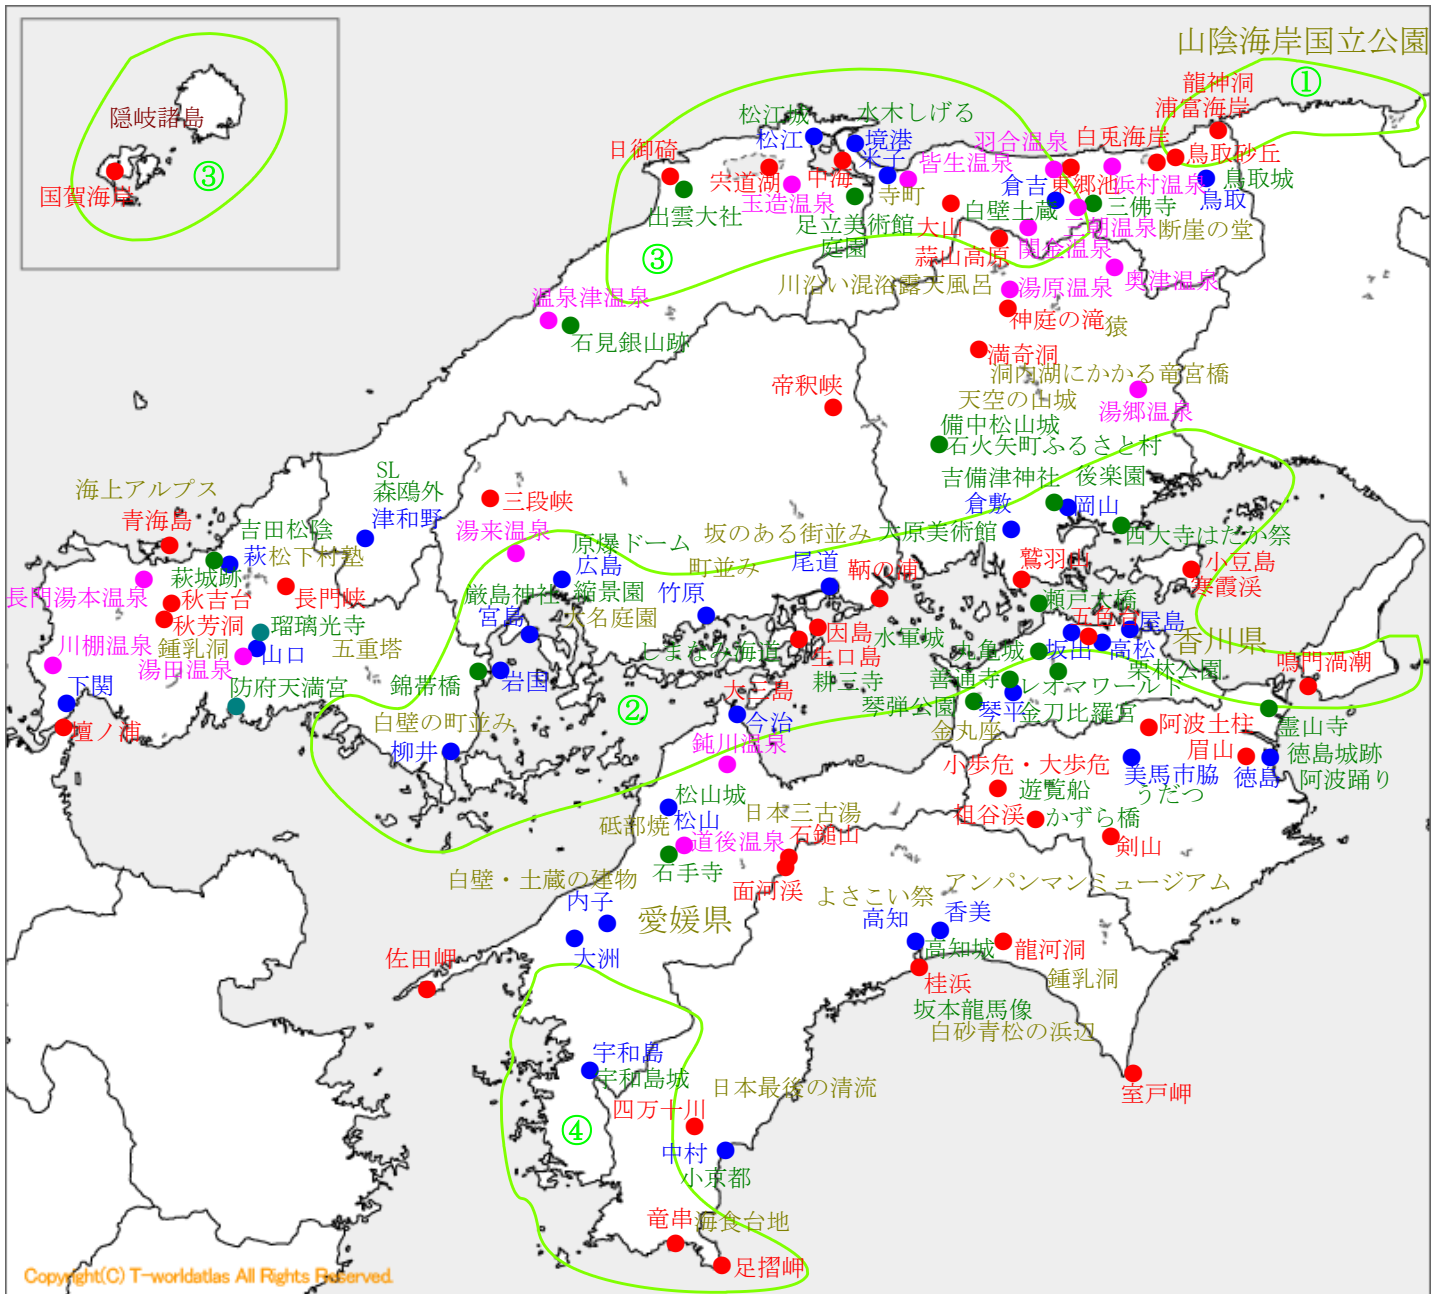 山陰海岸国立公園
①
龍神洞
浦富海岸
隠岐諸島
③
国賀海岸
松江城
松江
水木しげる
境港
米子
日御碕
宍道湖
中海
皆生温泉
羽合温泉
白兎海岸
鳥取砂丘
出雲大社
玉造温泉
寺町
倉吉
東郷池
浜村温泉
鳥取城
鳥取
足立美術館
庭園
大山
白壁土蔵
三佛寺
三朝温泉
断崖の堂
関金温泉
蒜山高原
③
川沿い混浴露天風呂
湯原温泉
奥津温泉
温泉津温泉
石見銀山跡
神庭の滝
猿
満奇洞
洞内湖にかかる竜宮橋
帝釈峡
天空の山城
湯郷温泉
備中松山城
石火矢町ふるさと村
吉備津神社
後楽園
SL
森鴎外
津和野
三段峡
湯来温泉
海上アルプス
青海島
吉田松陰
萩
松下村塾
萩城跡
長門湯本温泉
秋吉台
長門峡
秋芳洞
瑠璃光寺
鍾乳洞
五重塔
川棚温泉
湯田温泉
山口
下関
防府天満宮
壇ノ浦
倉敷
岡山
大原美術館
西大寺はだか祭
坂のある街並み
原爆ドーム
広島
縮景園
大名庭園
厳島神社
宮島
町並み
竹原
尾道
鞆の浦
鷲羽山
小豆島
寒霞渓
瀬戸大橋
五色台
屋島
坂出
高松
香川県
丸亀城
栗林公園
善通寺
レオマワールド
琴弾公園
琴平
金刀比羅宮
金丸座
鳴門渦潮
因島
水軍城
しまなみ海道
生口島
耕三寺
大三島
今治
錦帯橋
岩国
②
白壁の町並み
柳井
鈍川温泉
霊山寺
阿波土柱
眉山
徳島
徳島城跡
阿波踊り
小歩危・大歩危
遊覧船
美馬市脇
うだつ
祖谷渓
かずら橋
剣山
松山城
砥部焼
松山
日本三古湯
道後温泉
石手寺
石鎚山
面河渓
白壁・土蔵の建物
内子
愛媛県
大洲
佐田岬
よさこい祭
アンパンマンミュージアム
高知
香美
高知城
龍河洞
桂浜
鍾乳洞
坂本龍馬像
白砂青松の浜辺
室戸岬
宇和島
宇和島城
日本最後の清流
四万十川
④
中村
小京都
竜串
海食台地
足摺岬
Copyright(C) T-worldatlas All Rights Reserved.